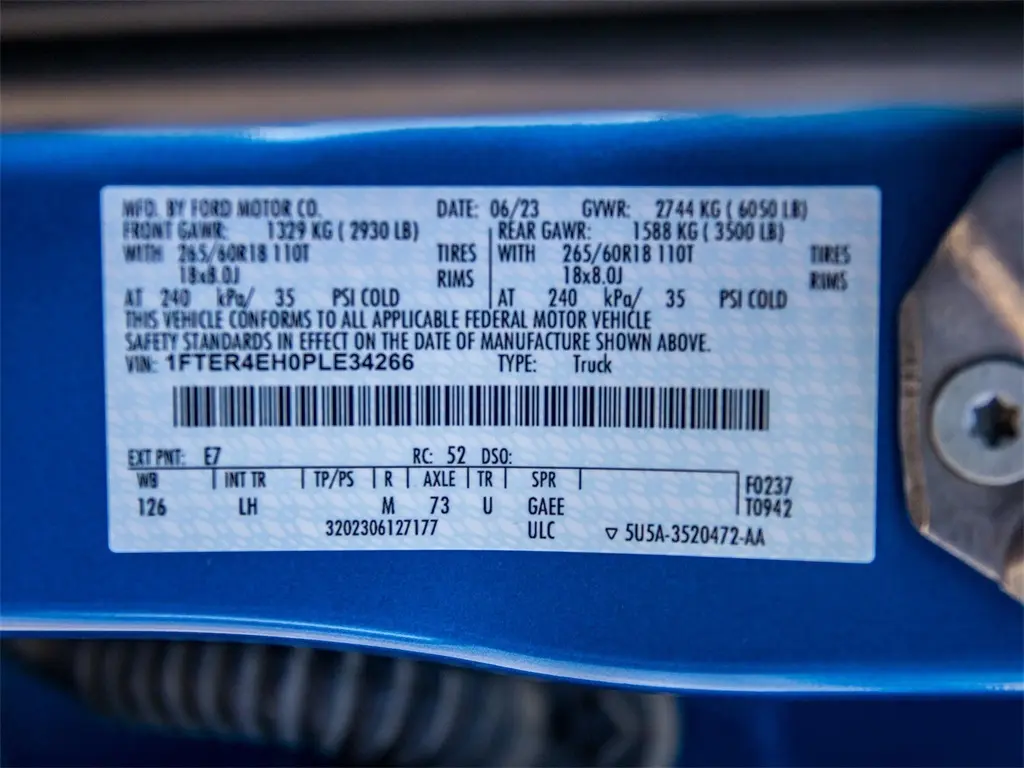 MFD. BY FORD MOTOR CO. DATE: 06/23 GVWR: 2744 KG ( 6050 LB)
FRONT GAWR: 1329 KG ( 2930 LB) REAR GAWR: 1588 KG ( 3500 LB)
WITH 265/60R18 110T TIRES WITH 265/60R18 110T TIRES
18x8.0J RIMS 18x8.0J RIMS
AT 240 kPa/ 35 PSI COLD AT 240 kPa/ 35 PSI COLD
THIS VEHICLE CONFORMS TO ALL APPLICABLE FEDERAL MOTOR VEHICLE
SAFETY STANDARDS IN EFFECT ON THE DATE OF MANUFACTURE SHOWN ABOVE.
VIN: 1FTER4EH0PLE34266 TYPE: Truck
EXT PNT: E7 RC: 52 DSO:
WB INT TR TP/PS R AXLE TR SPR F0237
126 LH M 73 U GAEE T0942
3202306127177 ULC ▽ 5U5A-3520472-AA